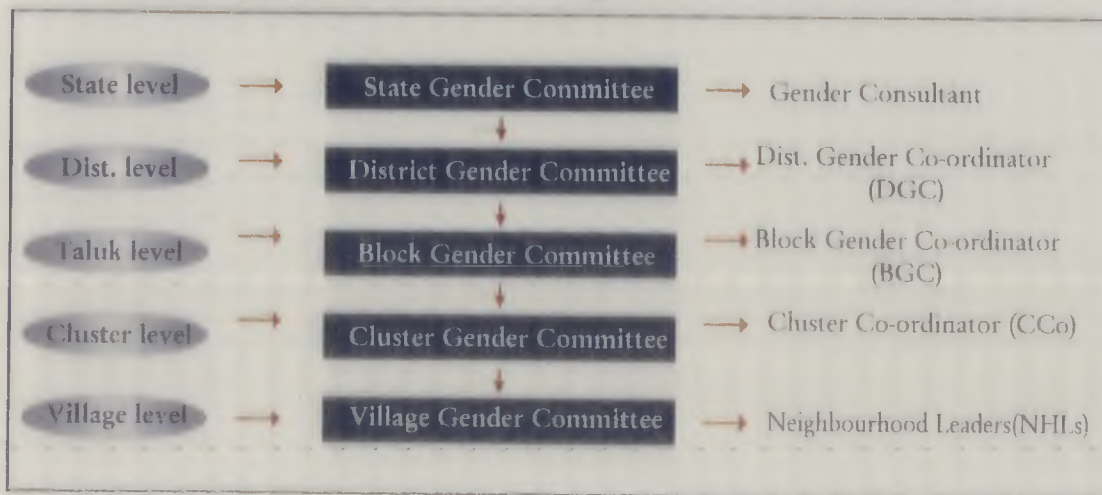 State level
State Gender Committee
Gender Consultant
Dist. level
District Gender Committee
Dist. Gender Co-ordinator
(DGC)
Taluk level
Block Gender Committee
Block Gender Co-ordinator
(BGC)
Cluster level
Cluster Gender Committee
Cluster Co-ordinator (CCo)
Village level
Village Gender Committee
Neighbourhood Leaders(NHLs)